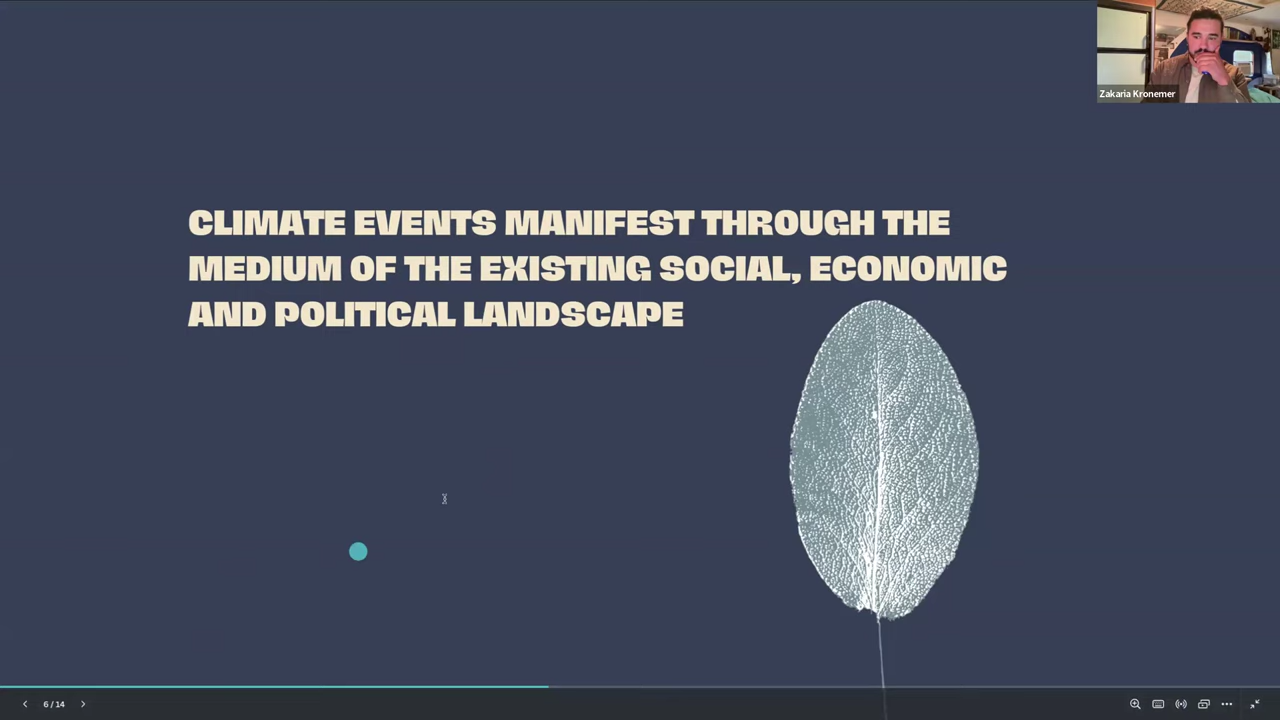 Zakaria Kronemer
CLIMATE EVENTS MANIFEST THROUGH THE
MEDIUM OF THE EXISTING SOCIAL, ECONOMIC
AND POLITICAL LANDSCAPE
6 / 14